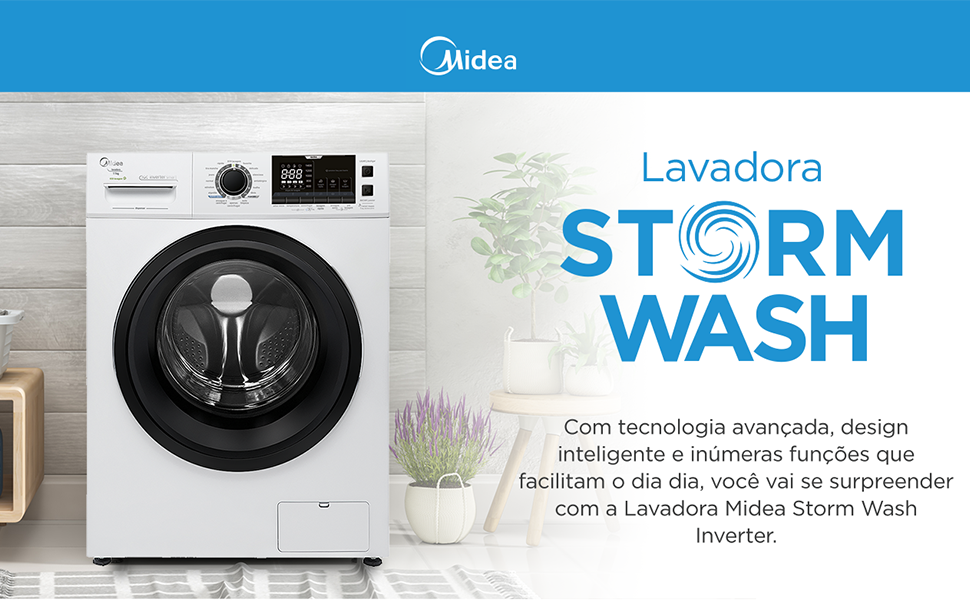 Midea
Midea
Lavadora
STORM
WASH
Com tecnologia avançada, design
inteligente e inúmeras funções que
facilitam o dia dia, você vai se surpreender
com a Lavadora Midea Storm Wash
Inverter.